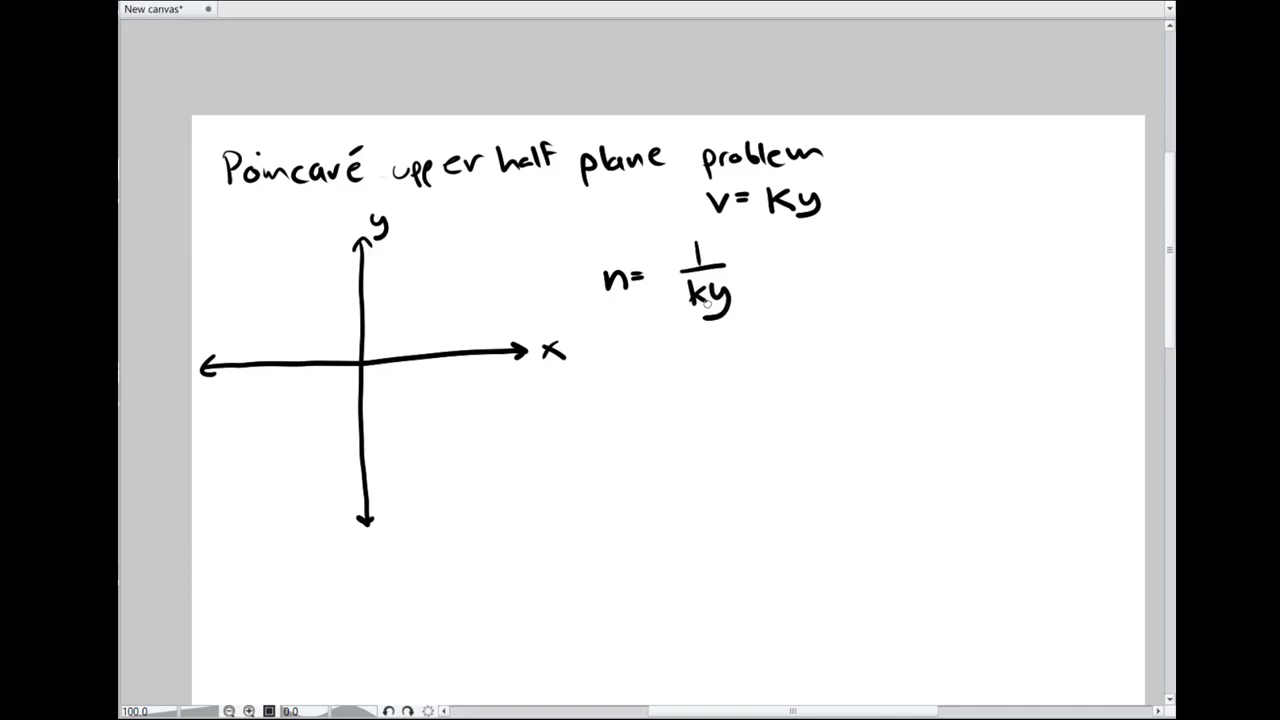 New canvas*
Poincaré upper half plane problem
v= Ky
y
n= 1/ky
x
100.0 0.0